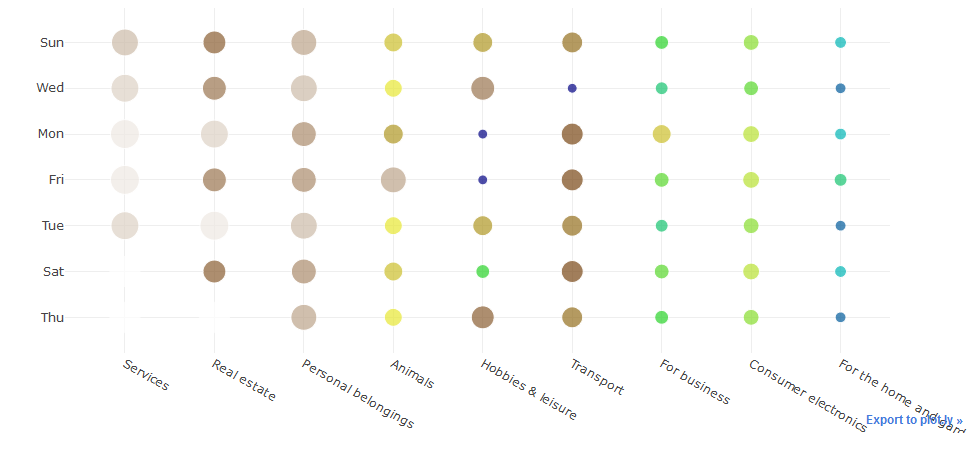 Sun
Wed
Mon
Fri
Tue
Sat
Thu
Services
Real estate
Personal belongings
Animals
Hobbies & leisure
Transport
For business
Consumer electronics
For the home and gard
Export to plot.ly »